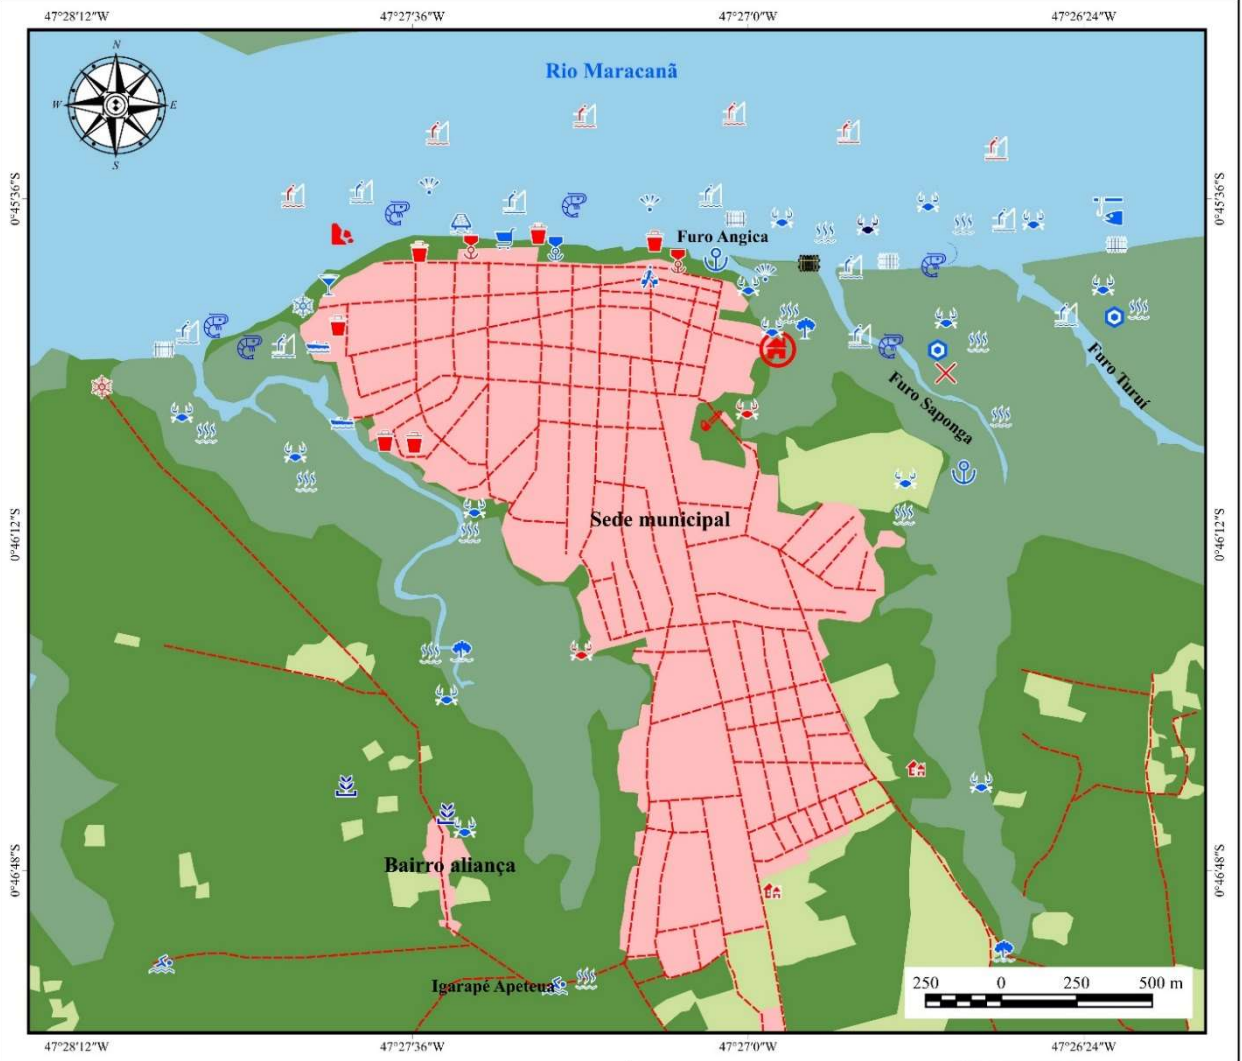 47°28'12"W 47°27'36"W 47°27'0"W 47°26'24"W
N
W E
S
Rio Maracanã
0°45'36"S 0°45'36"S
Furo Angica
Furo Turuí
Furo Saponga
0°46'12"S 0°46'12"S
Sede municipal
Bairro aliança
0°46'48"S 0°46'48"S
Igarapé Apeteua
250 0 250 500 m
47°28'12"W 47°27'36"W 47°27'0"W 47°26'24"W